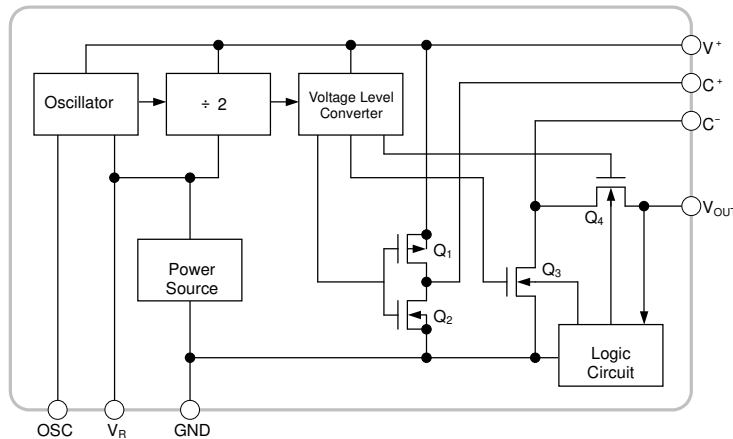 V+
C+
C−
Oscillator
÷ 2
Voltage Level
Converter
VOUT
Q4
Q1
Q3
Power
Source
Q2
Logic
Circuit
OSC
VR
GND